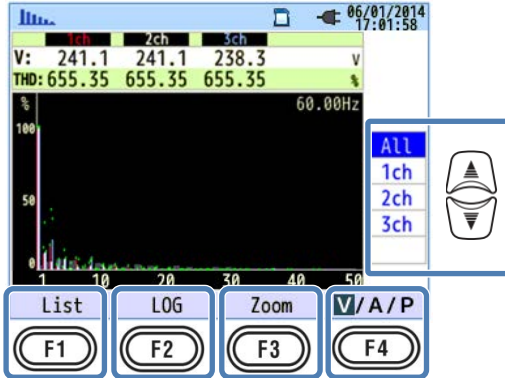 06/01/2014
17:01:58
1ch 2ch 3ch
V: 241.1 241.1 238.3 V
THD: 655.35 655.35 655.35 %
% 60.00Hz
100
50
0
1 10 20 30 40 50
All
1ch
2ch
3ch
List LOG Zoom V/A/P
F1 F2 F3 F4